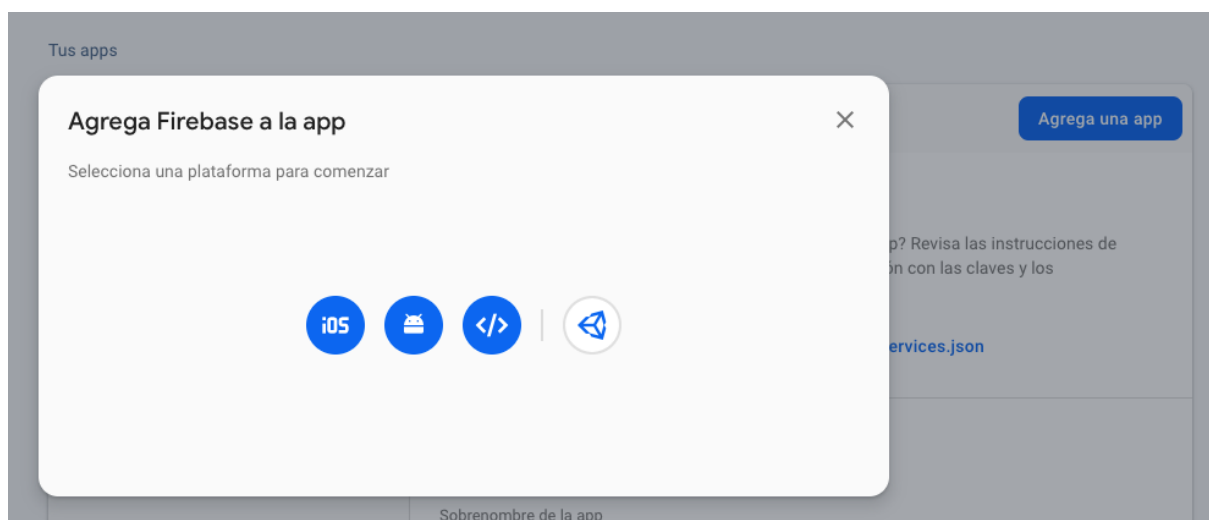 Tus apps
Agrega Firebase a la app
Agrega una app
Selecciona una plataforma para comenzar
Revisa las instrucciones de
con las claves y los
iOS
</>
ervices.json
Sobrenombre de la app